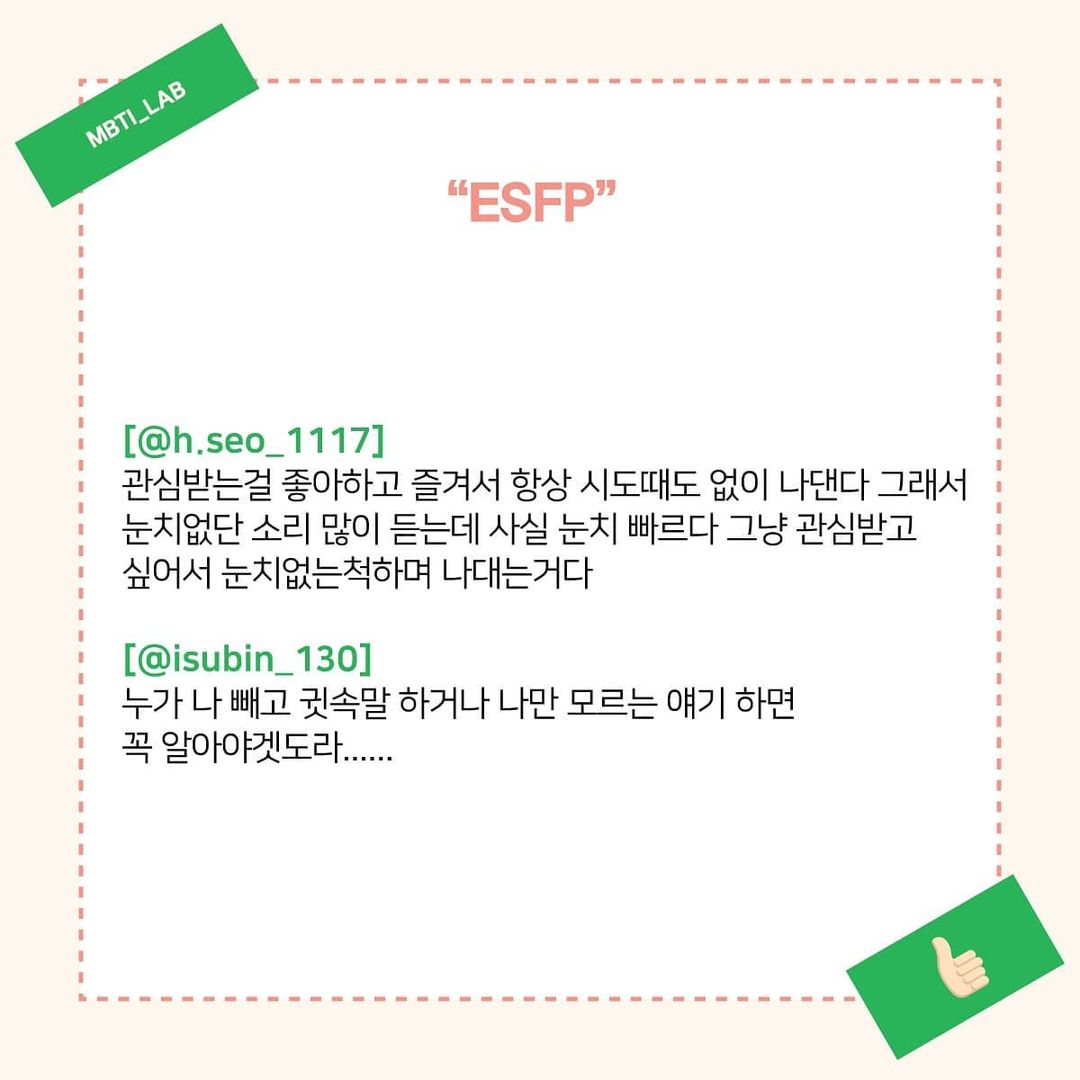 MBTI_LAB
“ESFP”
[@h.seo_1117]
관심받는걸 좋아하고 즐겨서 항상 시도때도 없이 나댄다 그래서
눈치없단 소리 많이 듣는데 사실 눈치 빠르다 그냥 관심받고
싶어서 눈치없는척하며 나대는거다
[@isubin_130]
누가 나 빼고 귓속말 하거나 나만 모르는 얘기 하면
꼭 알아야겟도라......